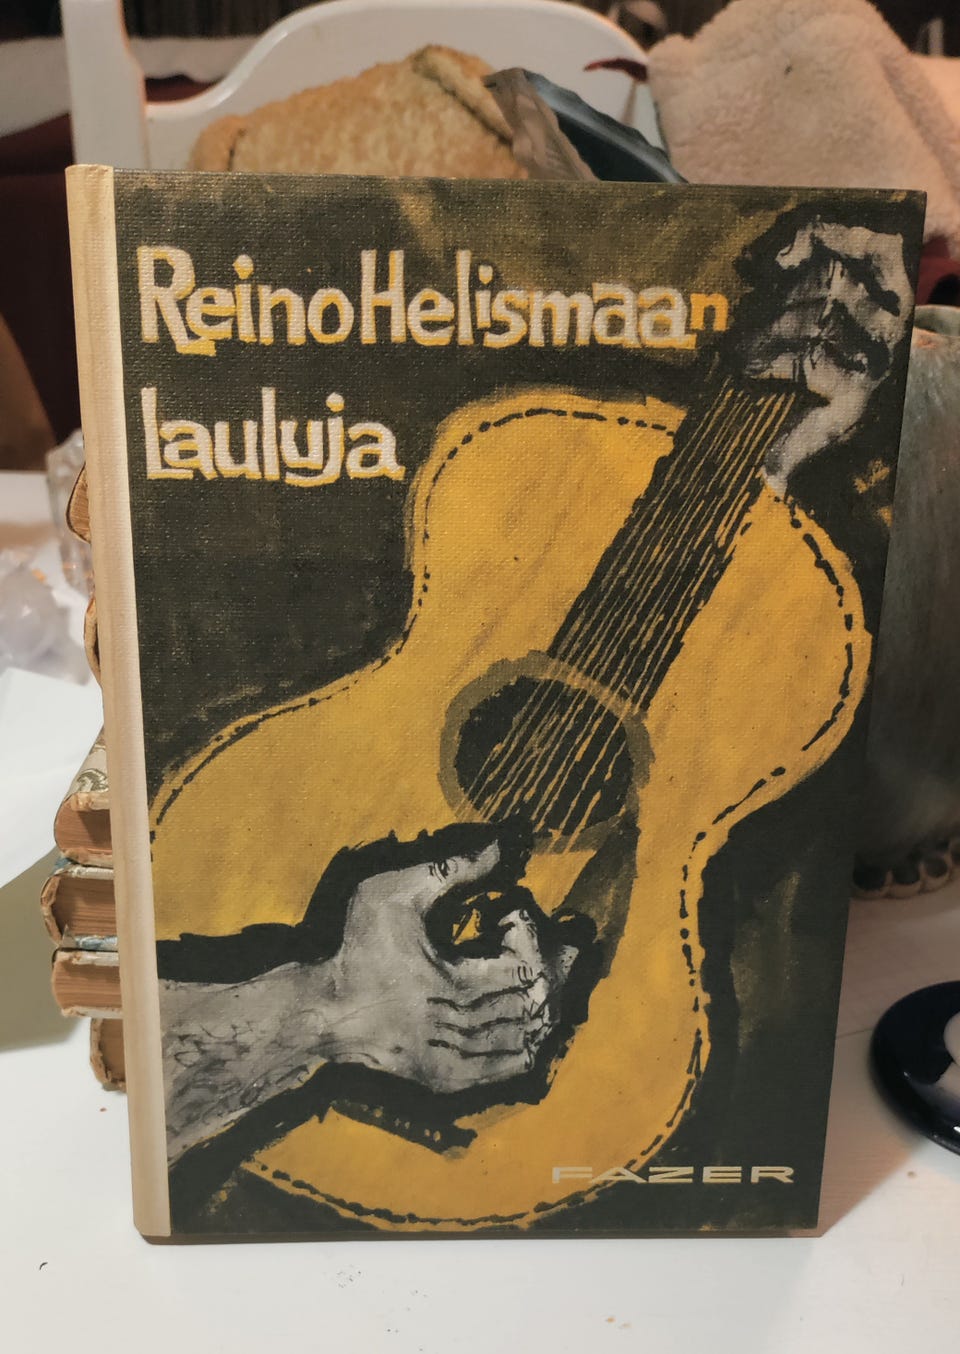 Reino Helismaan
Lauluja
FAZER